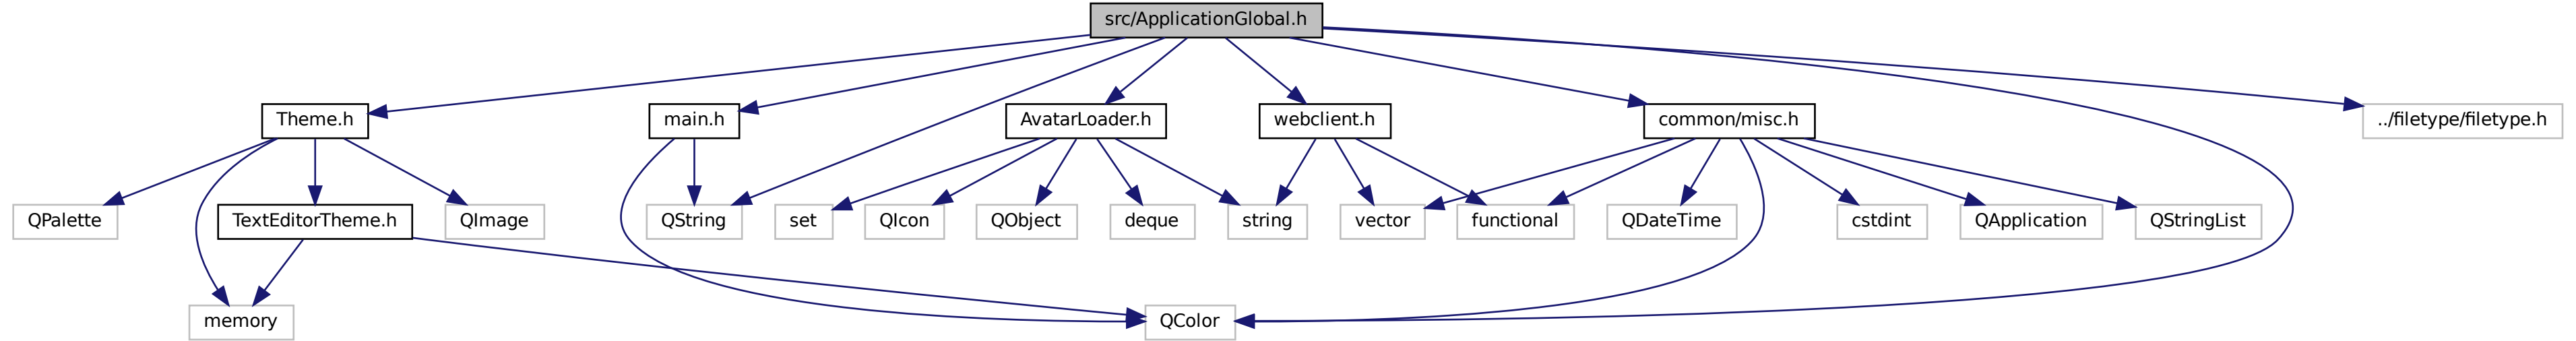 src/ApplicationGlobal.h
Theme.h
main.h
AvatarLoader.h
webclient.h
common/misc.h
../filetype/filetype.h
QPalette
TextEditorTheme.h
QImage
QString
set
QIcon
QObject
deque
string
vector
functional
QDateTime
cstdint
QApplication
QStringList
memory
QColor